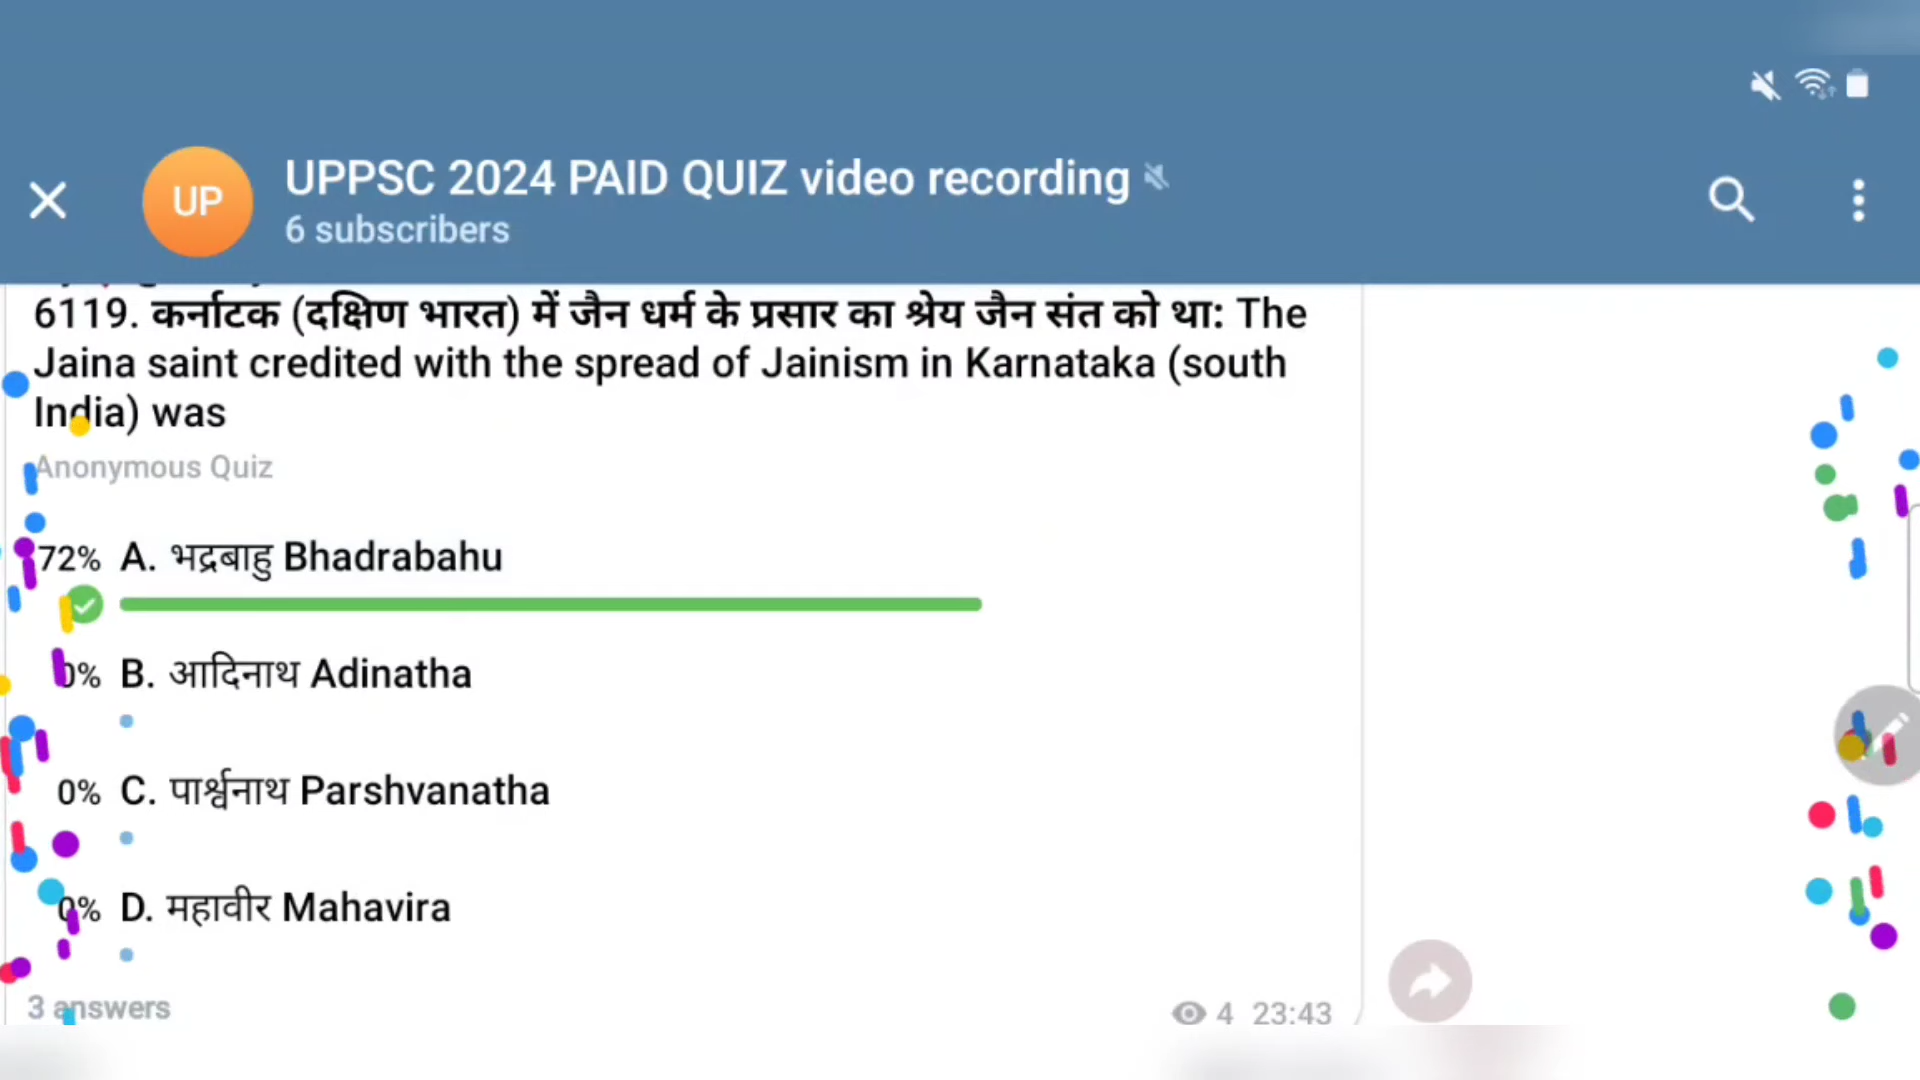 UP
UPPSC 2024 PAID QUIZ video recording
6 subscribers
6119. कर्नाटक (दक्षिण भारत) में जैन धर्म के प्रसार का श्रेय जैन संत को था: The
Jaina saint credited with the spread of Jainism in Karnataka (south
India) was
Anonymous Quiz
72% A. भद्रबाहु Bhadrabahu
0% B. आदिनाथ Adinatha
0% C. पार्श्वनाथ Parshvanatha
0% D. महावीर Mahavira
3 answers
4 23:43